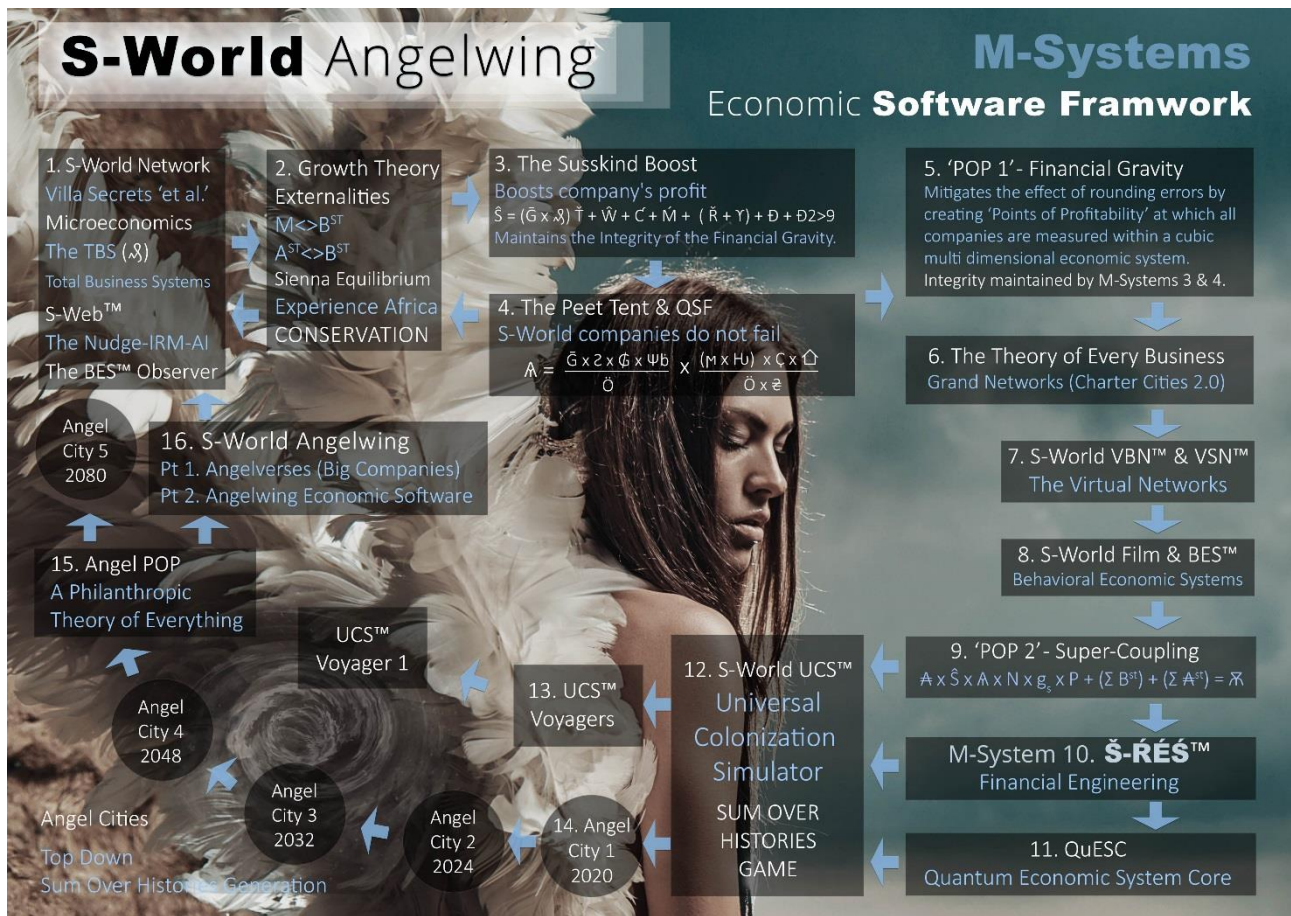 S-World Angelwing
M-Systems
Economic Software Framwork
1. S-World Network
Villa Secrets ‘et al.’
Microeconomics
The TBS
Total Business Systems
S-Web™
The Nudge-IRM-AI
The BES™ Observer
2. Growth Theory
Externalities
M<>Bˢᵀ
Aˢᵀ<>Bˢᵀ
Sienna Equilibrium
Experience Africa
CONSERVATION
3. The Susskind Boost
Boosts company's profit
Maintains the Integrity of the Financial Gravity.
4. The Peet Tent & QSF
S-World companies do not fail
5. ‘POP 1’- Financial Gravity
Mitigates the effect of rounding errors by
creating ‘Points of Profitability’ at which all
companies are measured within a cubic
multi dimensional economic system.
Integrity maintained by M-Systems 3 & 4.
6. The Theory of Every Business
Grand Networks (Charter Cities 2.0)
7. S-World VBN™ & VSN™
The Virtual Networks
8. S-World Film & BES™
Behavioral Economic Systems
9. ‘POP 2’- Super-Coupling
M-System 10. Š-ŔÉŚ™
Financial Engineering
11. QuESC
Quantum Economic System Core
12. S-World UCS™
Universal
Colonization
Simulator
SUM OVER
HISTORIES
GAME
13. UCS™
Voyagers
UCS™
Voyager 1
14. Angel
City 1
2020
Angel
City 2
2024
Angel
City 3
2032
Angel
City 4
2048
Angel Cities
Top Down
Sum Over Histories Generation
15. Angel POP
A Philanthropic
Theory of Everything
Angel
City 5
2080
16. S-World Angelwing
Pt 1. Angelverses (Big Companies)
Pt 2. Angelwing Economic Software